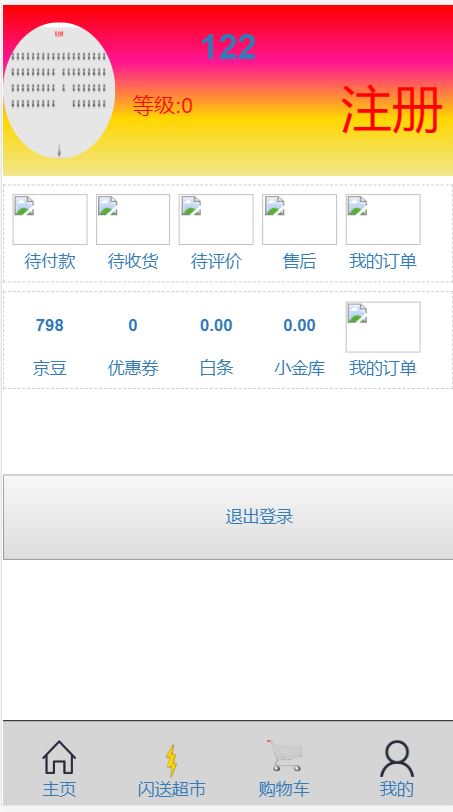 122
等级:0
注册
待付款 待收货 待评价 售后 我的订单
798 0 0.00 0.00
京豆 优惠券 白条 小金库 我的订单
退出登录
主页 闪送超市 购物车 我的